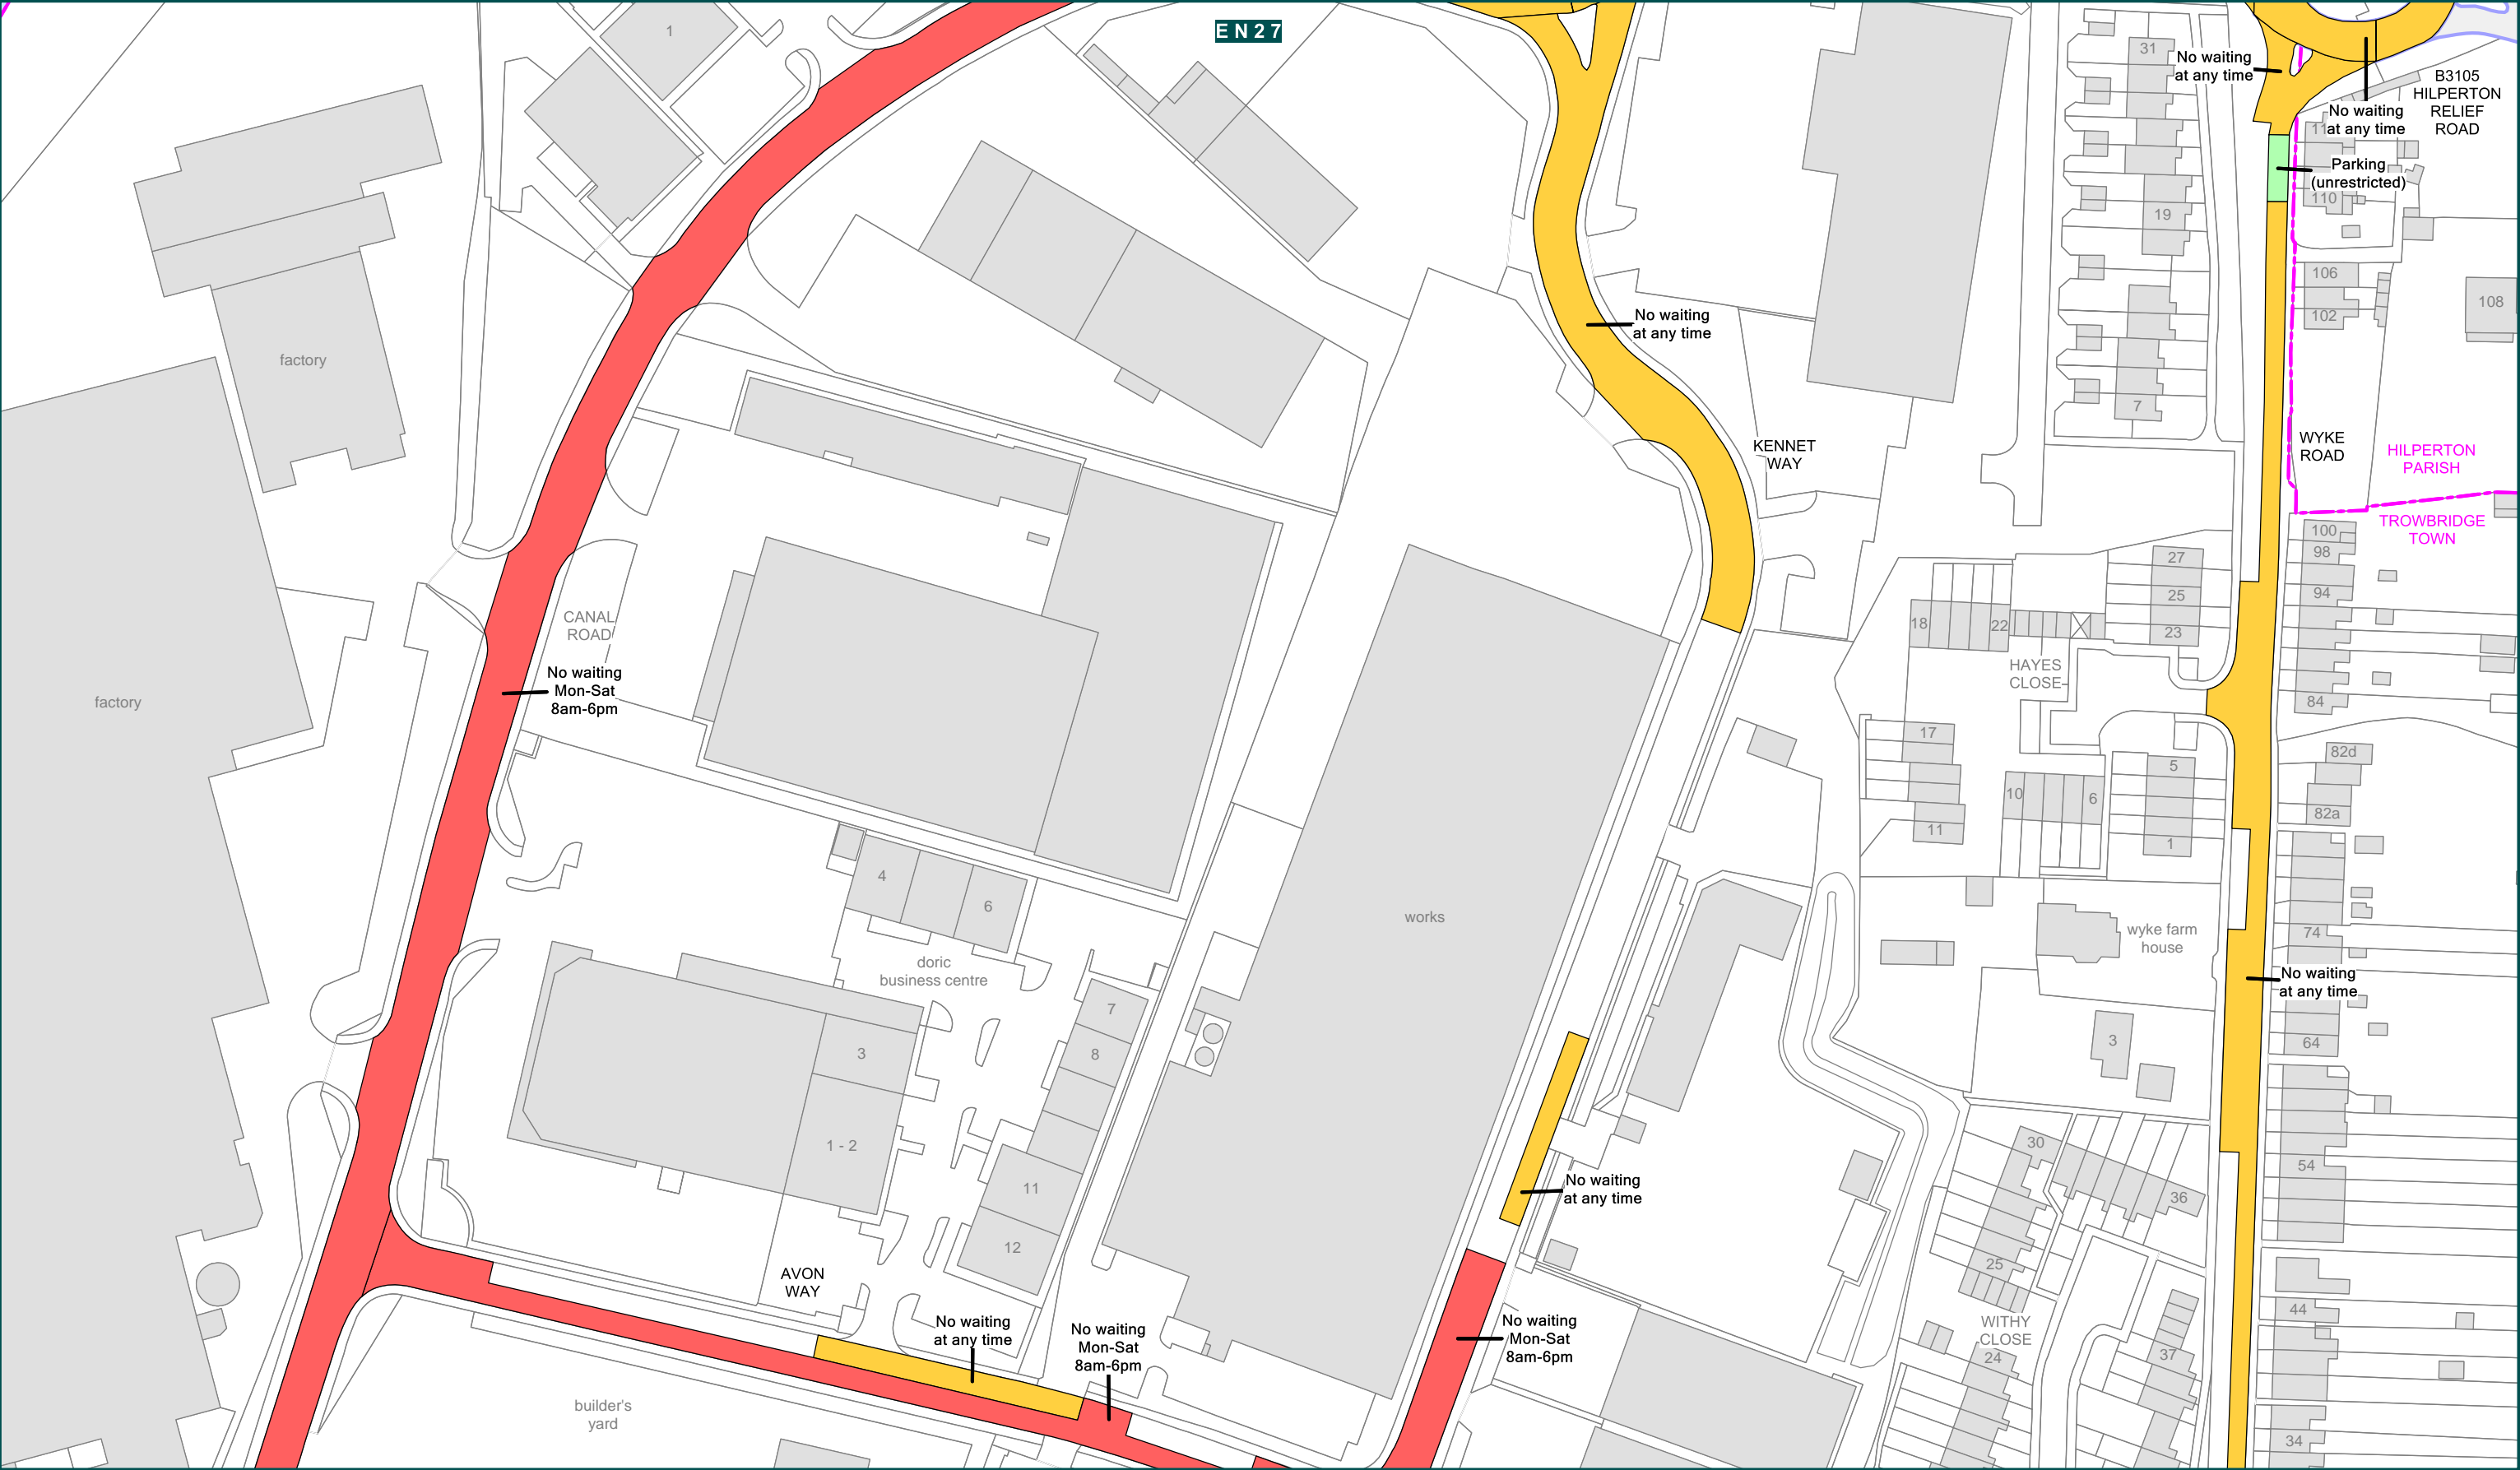 EN27
1
31
No waiting
at any time
B3105
HILPERTON
RELIEF
ROAD
No waiting
at any time
Parking
(unrestricted)
110
19
106
102
108
factory
No waiting
at any time
7
KENNET
WAY
WYKE
ROAD
HILPERTON
PARISH
TROWBRIDGE
TOWN
100
98
94
84
27
25
23
18
22
HAYES
CLOSE
CANAL
ROAD
No waiting
Mon-Sat
8am-6pm
factory
17
11
10
6
5
1
82d
82a
4
6
works
wyke farm
house
74
doric
business centre
No waiting
at any time
7
8
3
3
64
1 - 2
11
12
30
36
54
No waiting
at any time
25
AVON
WAY
No waiting
at any time
No waiting
Mon-Sat
8am-6pm
No waiting
Mon-Sat
8am-6pm
WITHY
CLOSE
24
37
44
builder's
yard
34